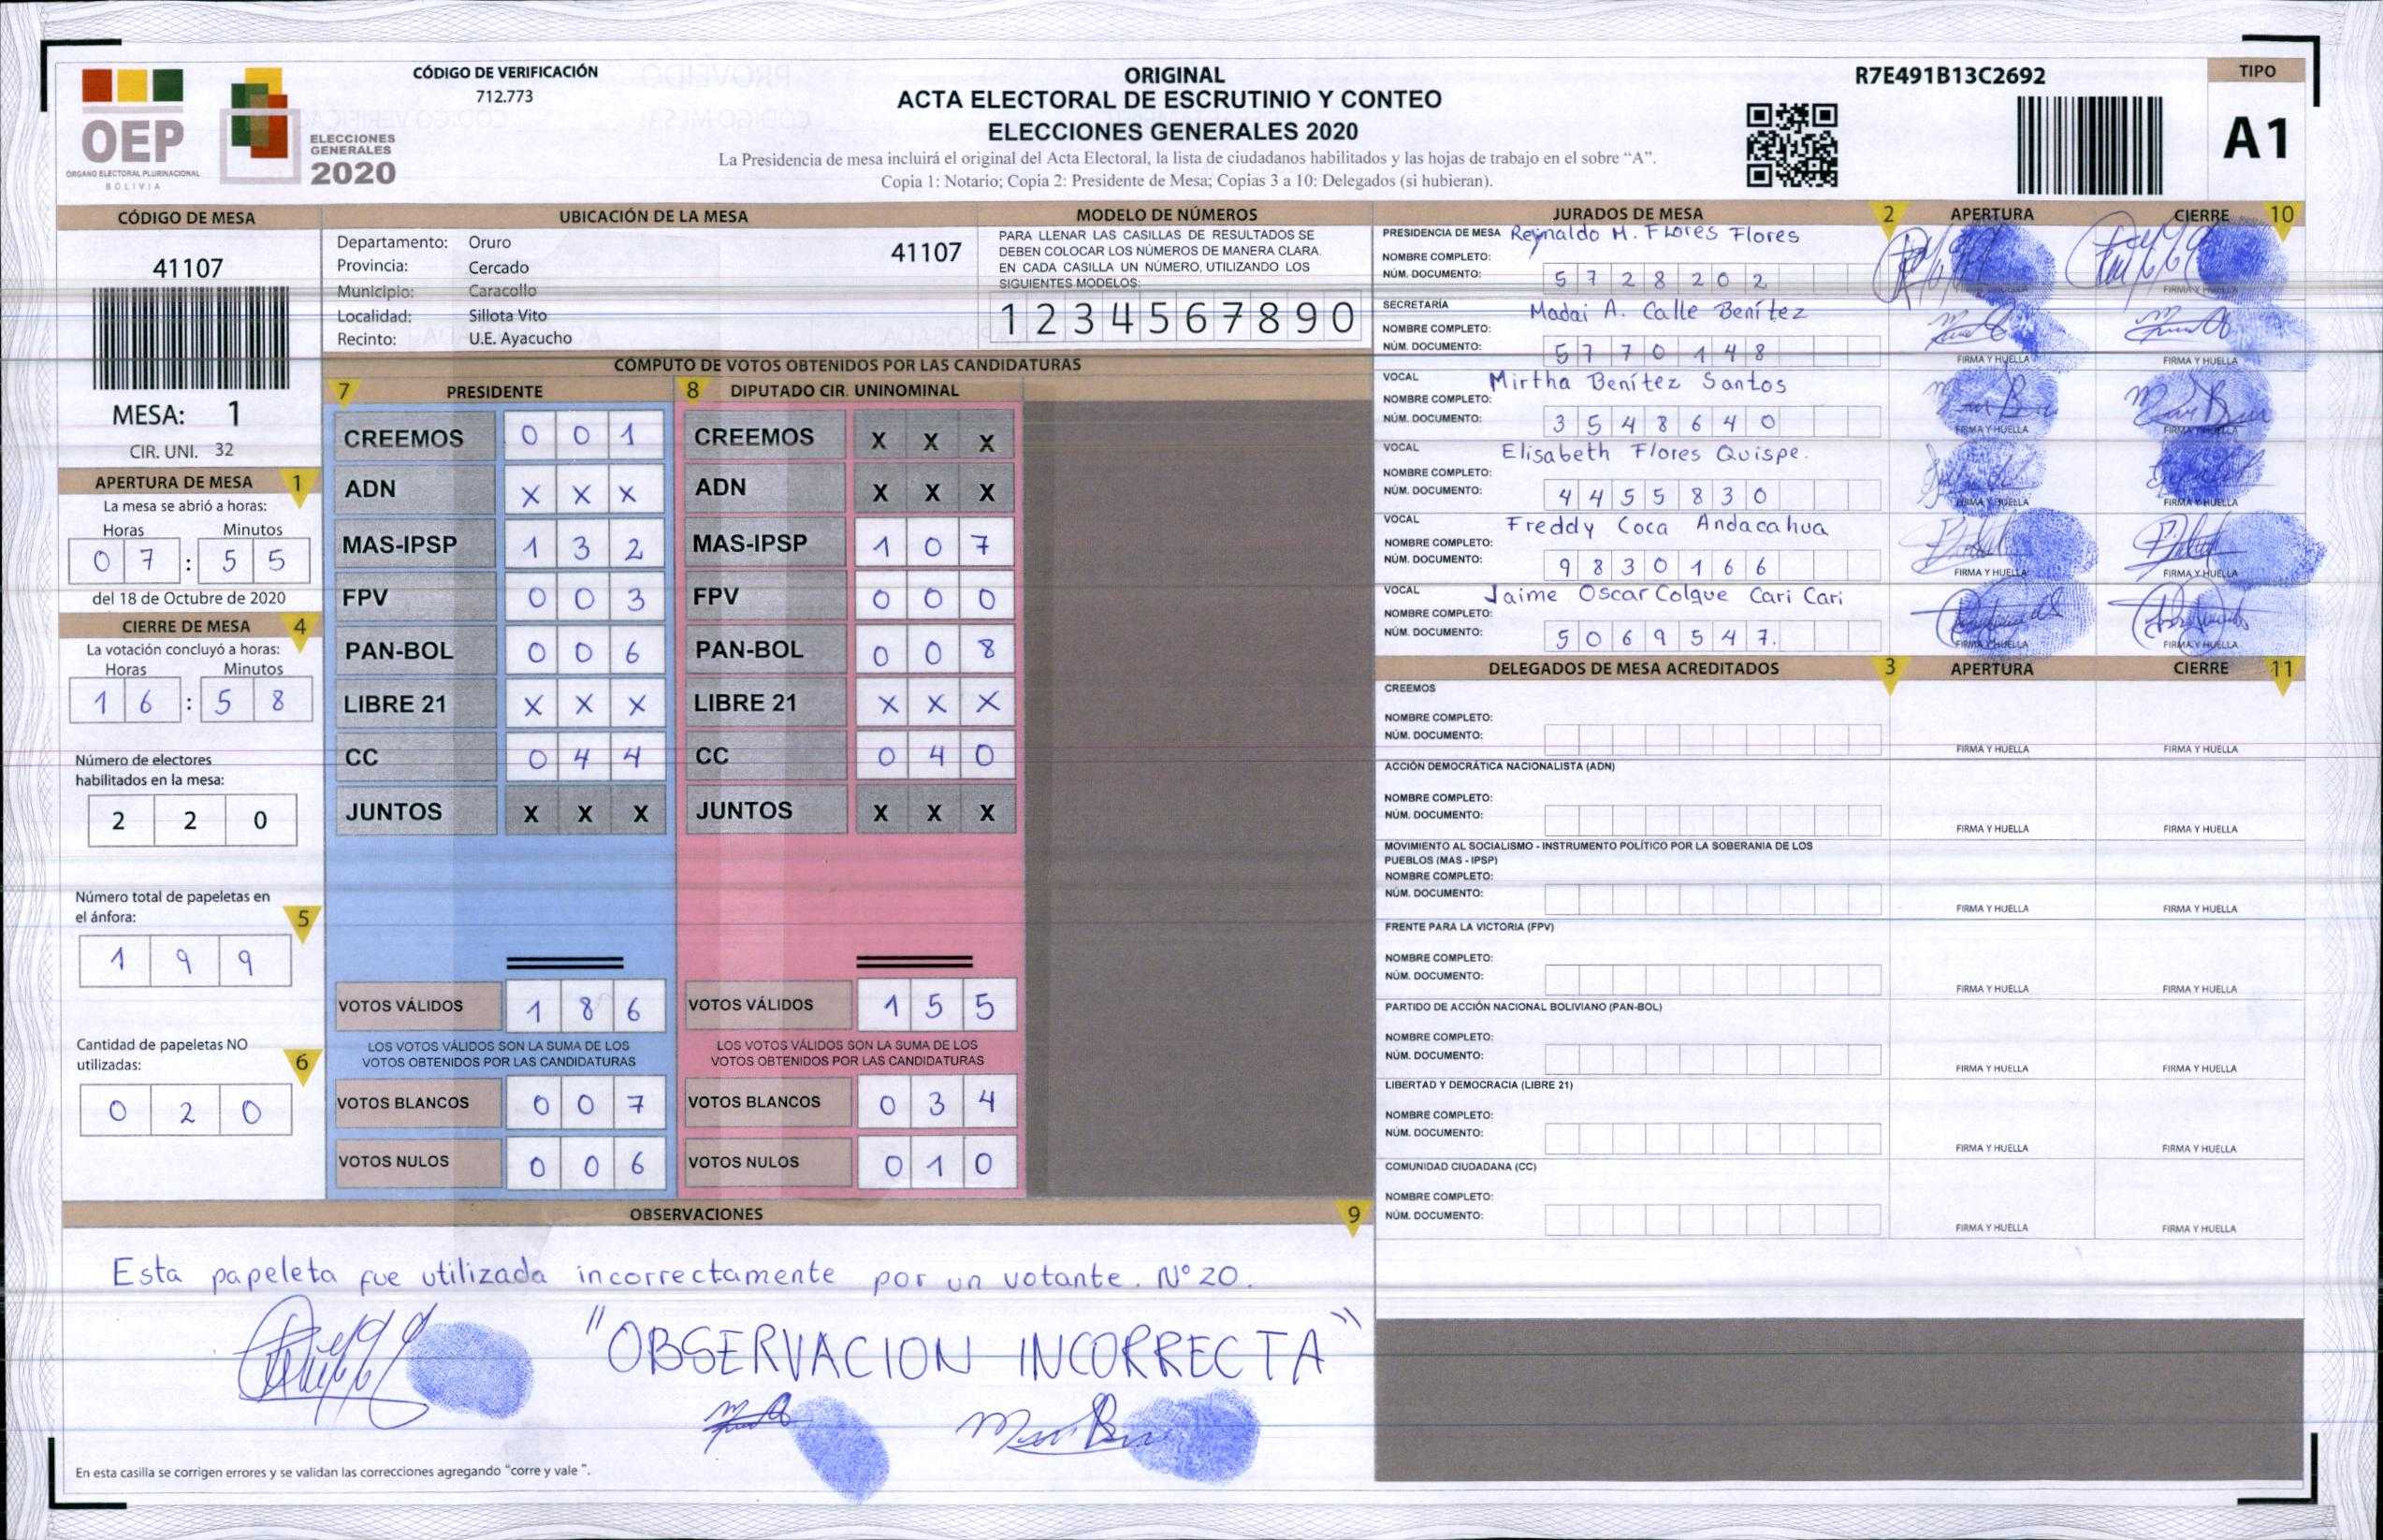 OEP
ÓRGANO ELECTORAL PLURINACIONAL
BOLIVIA
ELECCIONES
GENERALES
2020
CÓDIGO DE VERIFICACIÓN
712.773
ORIGINAL
ACTA ELECTORAL DE ESCRUTINIO Y CONTEO
ELECCIONES GENERALES 2020
La Presidencia de mesa incluirá el original del Acta Electoral, la lista de ciudadanos habilitados y las hojas de trabajo en el sobre “A”.
Copia 1: Notario; Copia 2: Presidente de Mesa; Copias 3 a 10: Delegados (si hubieran).
R7E491B13C2692
TIPO
A1
CÓDIGO DE MESA
41107
MESA: 1
CIR. UNI. 32
UBICACIÓN DE LA MESA
Departamento: Oruro
41107
Provincia: Cercado
Municipio: Caracollo
Localidad: Sillota Vito
Recinto: U.E. Ayacucho
MODELO DE NÚMEROS
PARA LLENAR LAS CASILLAS DE RESULTADOS SE
DEBEN COLOCAR LOS NÚMEROS DE MANERA CLARA.
EN CADA CASILLA UN NÚMERO, UTILIZANDO LOS
SIGUIENTES MODELOS:
1 2 3 4 5 6 7 8 9 0
APERTURA DE MESA 1
La mesa se abrió a horas:
Horas Minutos
0 7 : 5 5
del 18 de Octubre de 2020
CIERRE DE MESA 4
La votación concluyó a horas:
Horas Minutos
1 6 : 5 8
Número de electores
habilitados en la mesa:
2 2 0
Número total de papeletas en
el ánfora: 5
1 9 9
Cantidad de papeletas NO
utilizadas: 6
0 2 0
CÓMPUTO DE VOTOS OBTENIDOS POR LAS CANDIDATURAS
7 PRESIDENTE
CREEMOS 0 0 1
ADN X X X
MAS-IPSP 1 3 2
FPV 0 0 3
PAN-BOL 0 0 6
LIBRE 21 X X X
CC 0 4 4
JUNTOS X X X
VOTOS VÁLIDOS 1 8 6
LOS VOTOS VÁLIDOS SON LA SUMA DE LOS
VOTOS OBTENIDOS POR LAS CANDIDATURAS
VOTOS BLANCOS 0 0 7
VOTOS NULOS 0 0 6
8 DIPUTADO CIR. UNINOMINAL
CREEMOS X X X
ADN X X X
MAS-IPSP 1 0 7
FPV 0 0 0
PAN-BOL 0 0 8
LIBRE 21 X X X
CC 0 4 0
JUNTOS X X X
VOTOS VÁLIDOS 1 5 5
LOS VOTOS VÁLIDOS SON LA SUMA DE LOS
VOTOS OBTENIDOS POR LAS CANDIDATURAS
VOTOS BLANCOS 0 3 4
VOTOS NULOS 0 1 0
OBSERVACIONES 9
Esta papeleta fue utilizada incorrectamente por un votante. Nº 20.
"OBSERVACION INCORRECTA"
En esta casilla se corrigen errores y se validan las correcciones agregando “corre y vale ”.
JURADOS DE MESA 2 APERTURA CIERRE 10
PRESIDENCIA DE MESA Reynaldo M. Flores Flores
NOMBRE COMPLETO:
NÚM. DOCUMENTO: 5 7 2 8 2 0 2
FIRMA Y HUELLA
SECRETARÍA Madai A. Calle Benítez
NOMBRE COMPLETO:
NÚM. DOCUMENTO: 5 7 7 0 1 4 8
FIRMA Y HUELLA FIRMA Y HUELLA
VOCAL Mirtha Benítez Santos
NOMBRE COMPLETO:
NÚM. DOCUMENTO: 3 5 4 8 6 4 0
FIRMA Y HUELLA FIRMA Y HUELLA
VOCAL Elisabeth Flores Quispe.
NOMBRE COMPLETO:
NÚM. DOCUMENTO: 4 4 5 5 8 3 0
FIRMA Y HUELLA FIRMA Y HUELLA
VOCAL Freddy Coca Andacahua
NOMBRE COMPLETO:
NÚM. DOCUMENTO: 9 8 3 0 1 6 6
FIRMA Y HUELLA FIRMA Y HUELLA
VOCAL Jaime Oscar Colque Cari Cari
NOMBRE COMPLETO:
NÚM. DOCUMENTO: 5 0 6 9 5 4 7.
FIRMA Y HUELLA FIRMA Y HUELLA
DELEGADOS DE MESA ACREDITADOS 3 APERTURA CIERRE 11
CREEMOS
NOMBRE COMPLETO:
NÚM. DOCUMENTO:
FIRMA Y HUELLA FIRMA Y HUELLA
ACCIÓN DEMOCRÁTICA NACIONALISTA (ADN)
NOMBRE COMPLETO:
NÚM. DOCUMENTO:
FIRMA Y HUELLA FIRMA Y HUELLA
MOVIMIENTO AL SOCIALISMO - INSTRUMENTO POLÍTICO POR LA SOBERANIA DE LOS
PUEBLOS (MAS - IPSP)
NOMBRE COMPLETO:
NÚM. DOCUMENTO:
FIRMA Y HUELLA FIRMA Y HUELLA
FRENTE PARA LA VICTORIA (FPV)
NOMBRE COMPLETO:
NÚM. DOCUMENTO:
FIRMA Y HUELLA FIRMA Y HUELLA
PARTIDO DE ACCIÓN NACIONAL BOLIVIANO (PAN-BOL)
NOMBRE COMPLETO:
NÚM. DOCUMENTO:
FIRMA Y HUELLA FIRMA Y HUELLA
LIBERTAD Y DEMOCRACIA (LIBRE 21)
NOMBRE COMPLETO:
NÚM. DOCUMENTO:
FIRMA Y HUELLA FIRMA Y HUELLA
COMUNIDAD CIUDADANA (CC)
NOMBRE COMPLETO:
NÚM. DOCUMENTO:
FIRMA Y HUELLA FIRMA Y HUELLA